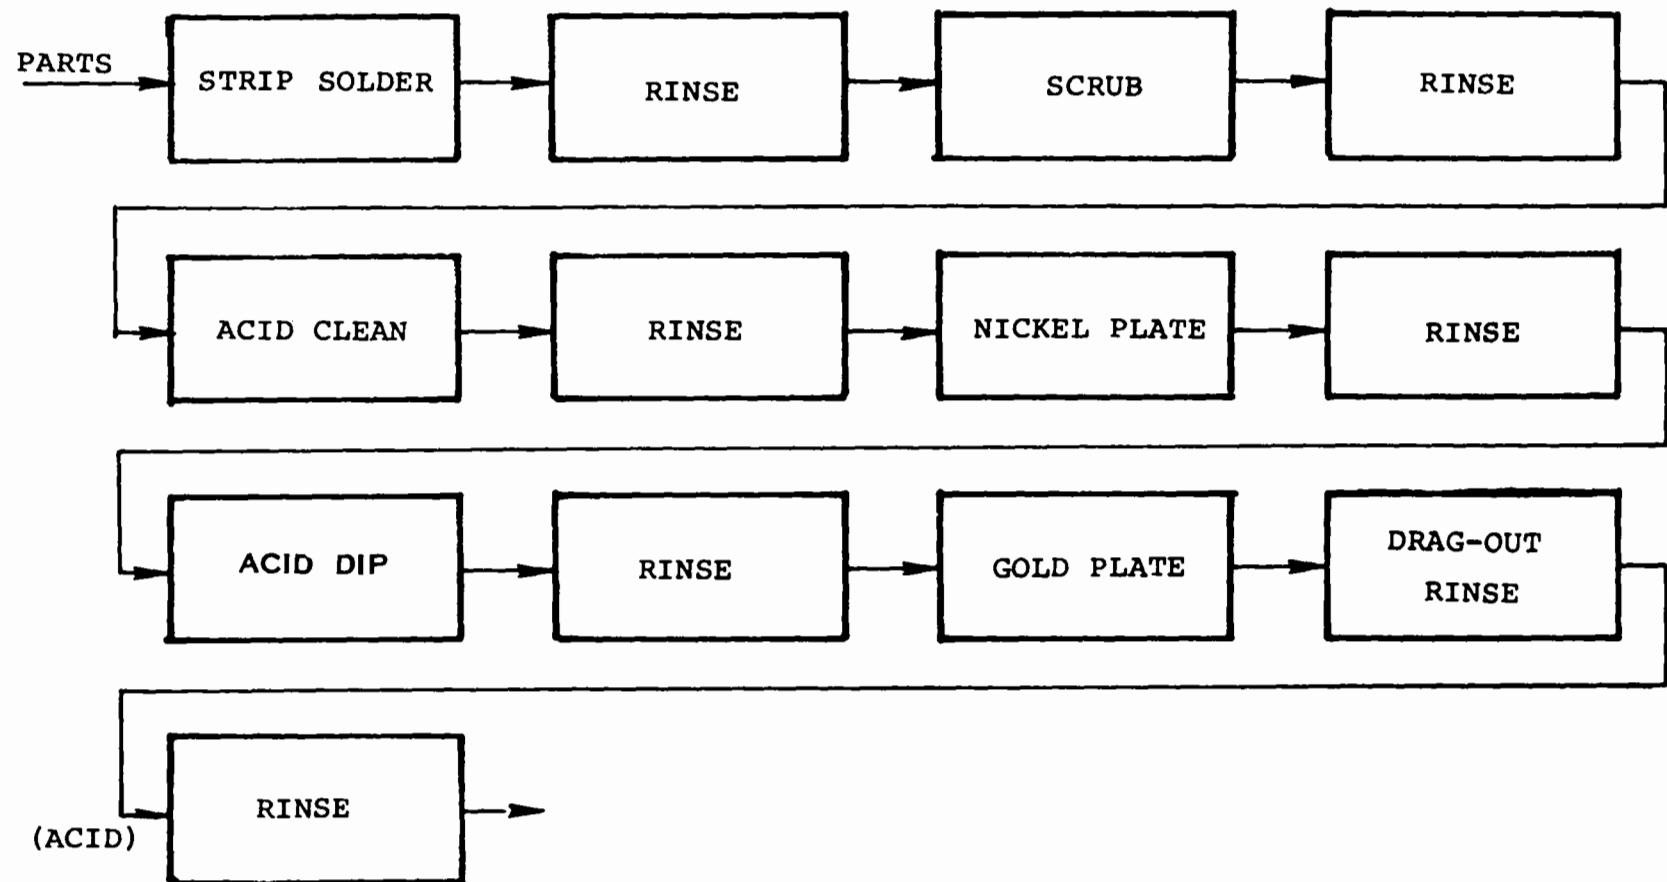 PARTS
STRIP SOLDER
RINSE
SCRUB
RINSE
ACID CLEAN
RINSE
NICKEL PLATE
RINSE
ACID DIP
RINSE
GOLD PLATE
DRAG-OUT
RINSE
(ACID)
RINSE